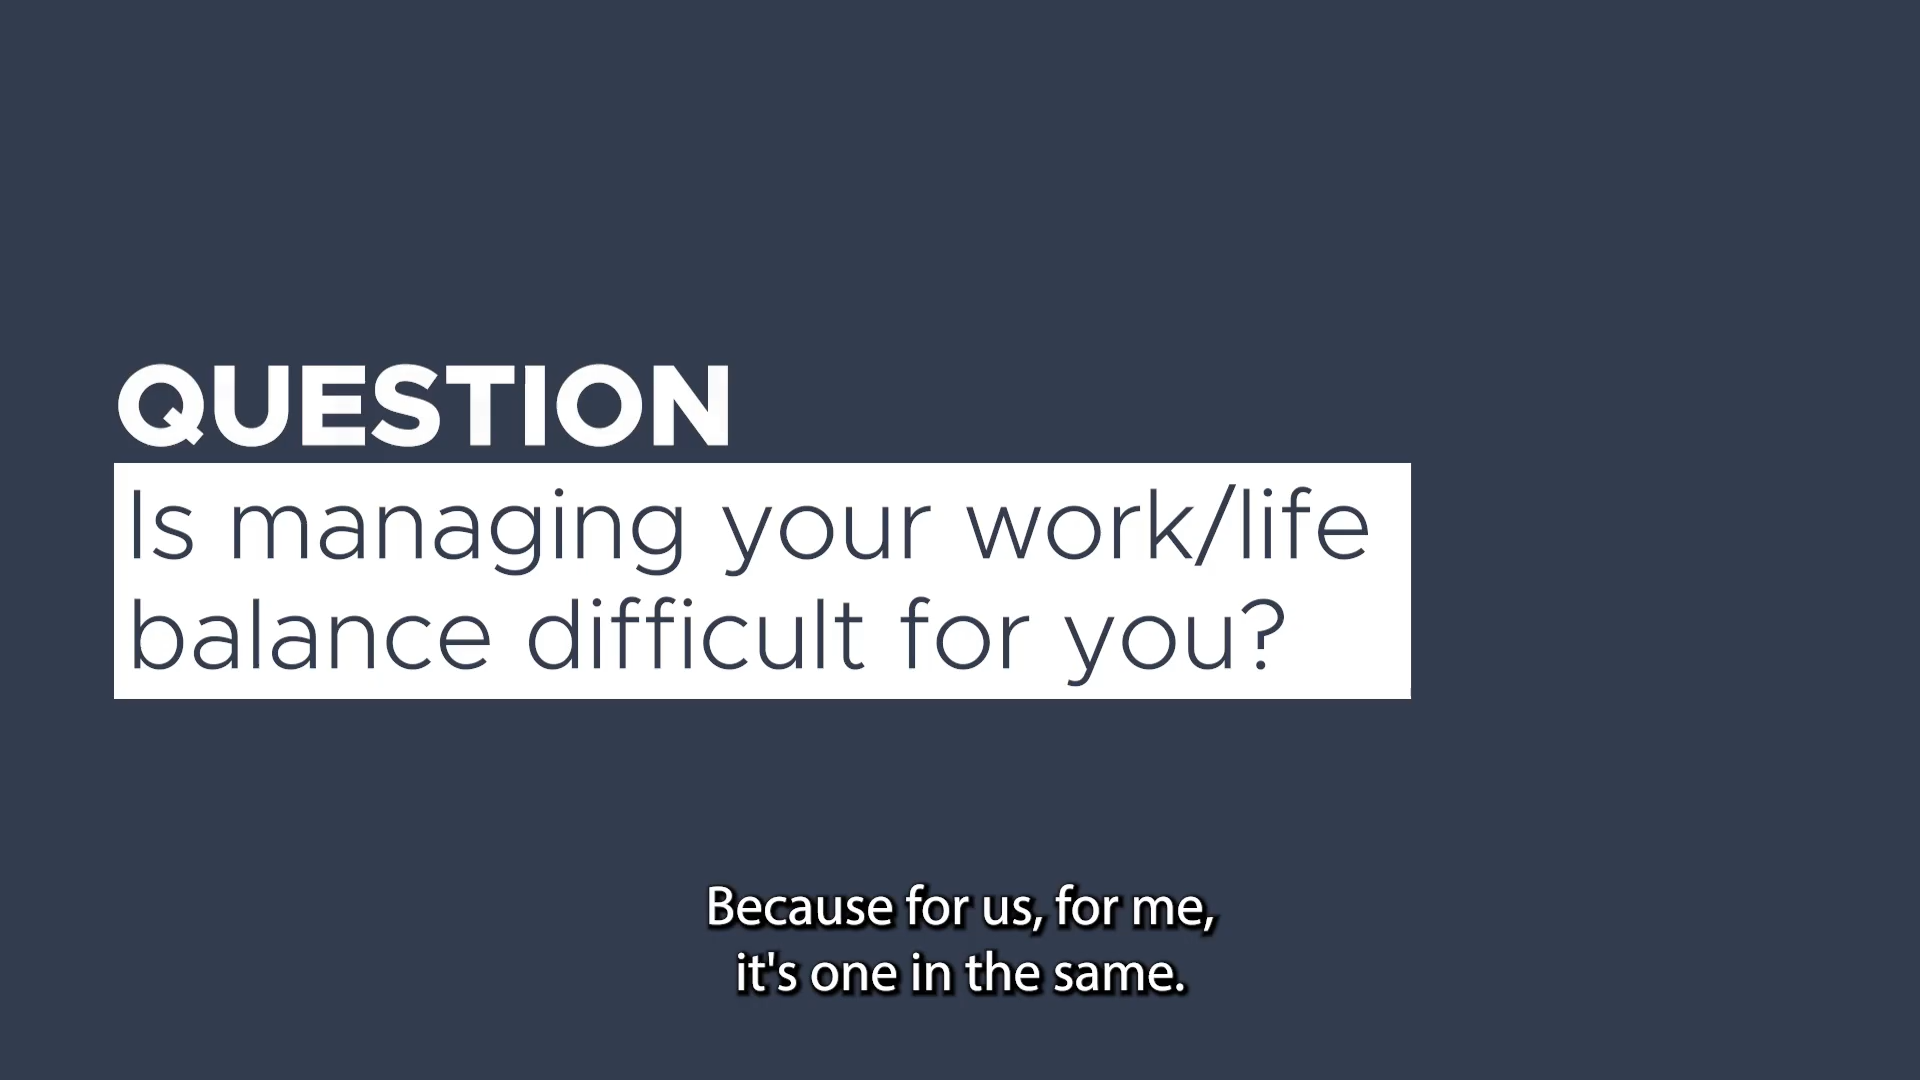 QUESTION
Is managing your work/life
balance difficult for you?
Because for us, for me,
it's one in the same.